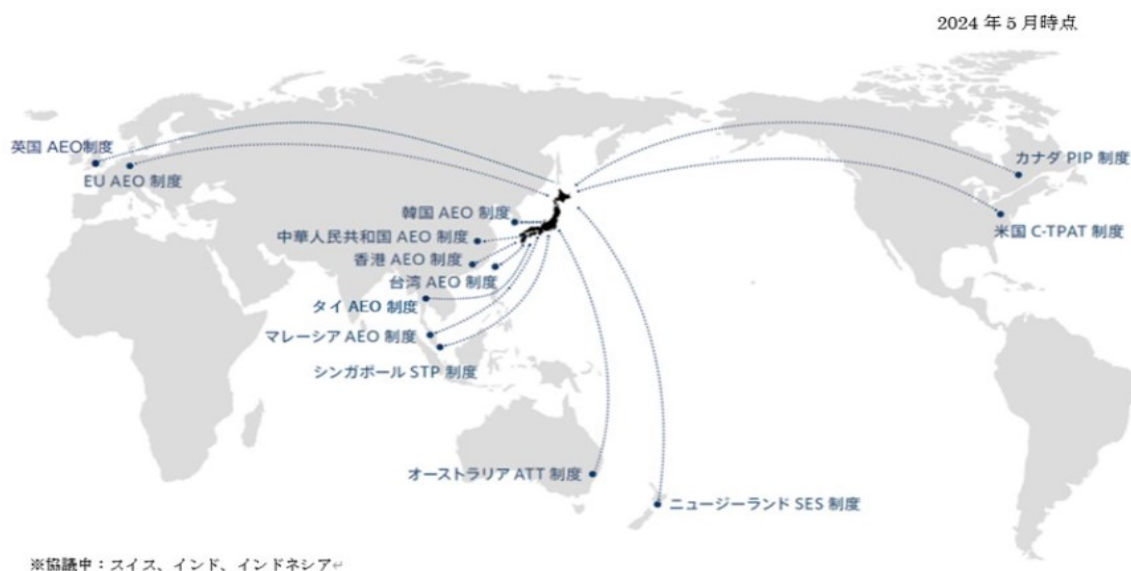 2024 年 5 月時点
英国 AEO制度
EU AEO 制度
カナダ PIP 制度
韓国 AEO 制度
米国 C-TPAT 制度
中華人民共和国 AEO 制度
香港 AEO 制度
台湾 AEO 制度
タイ AEO 制度
マレーシア AEO 制度
シンガポール STP 制度
オーストラリア ATT 制度
ニュージーランド SES 制度
※協議中：スイス、インド、インドネシア↵